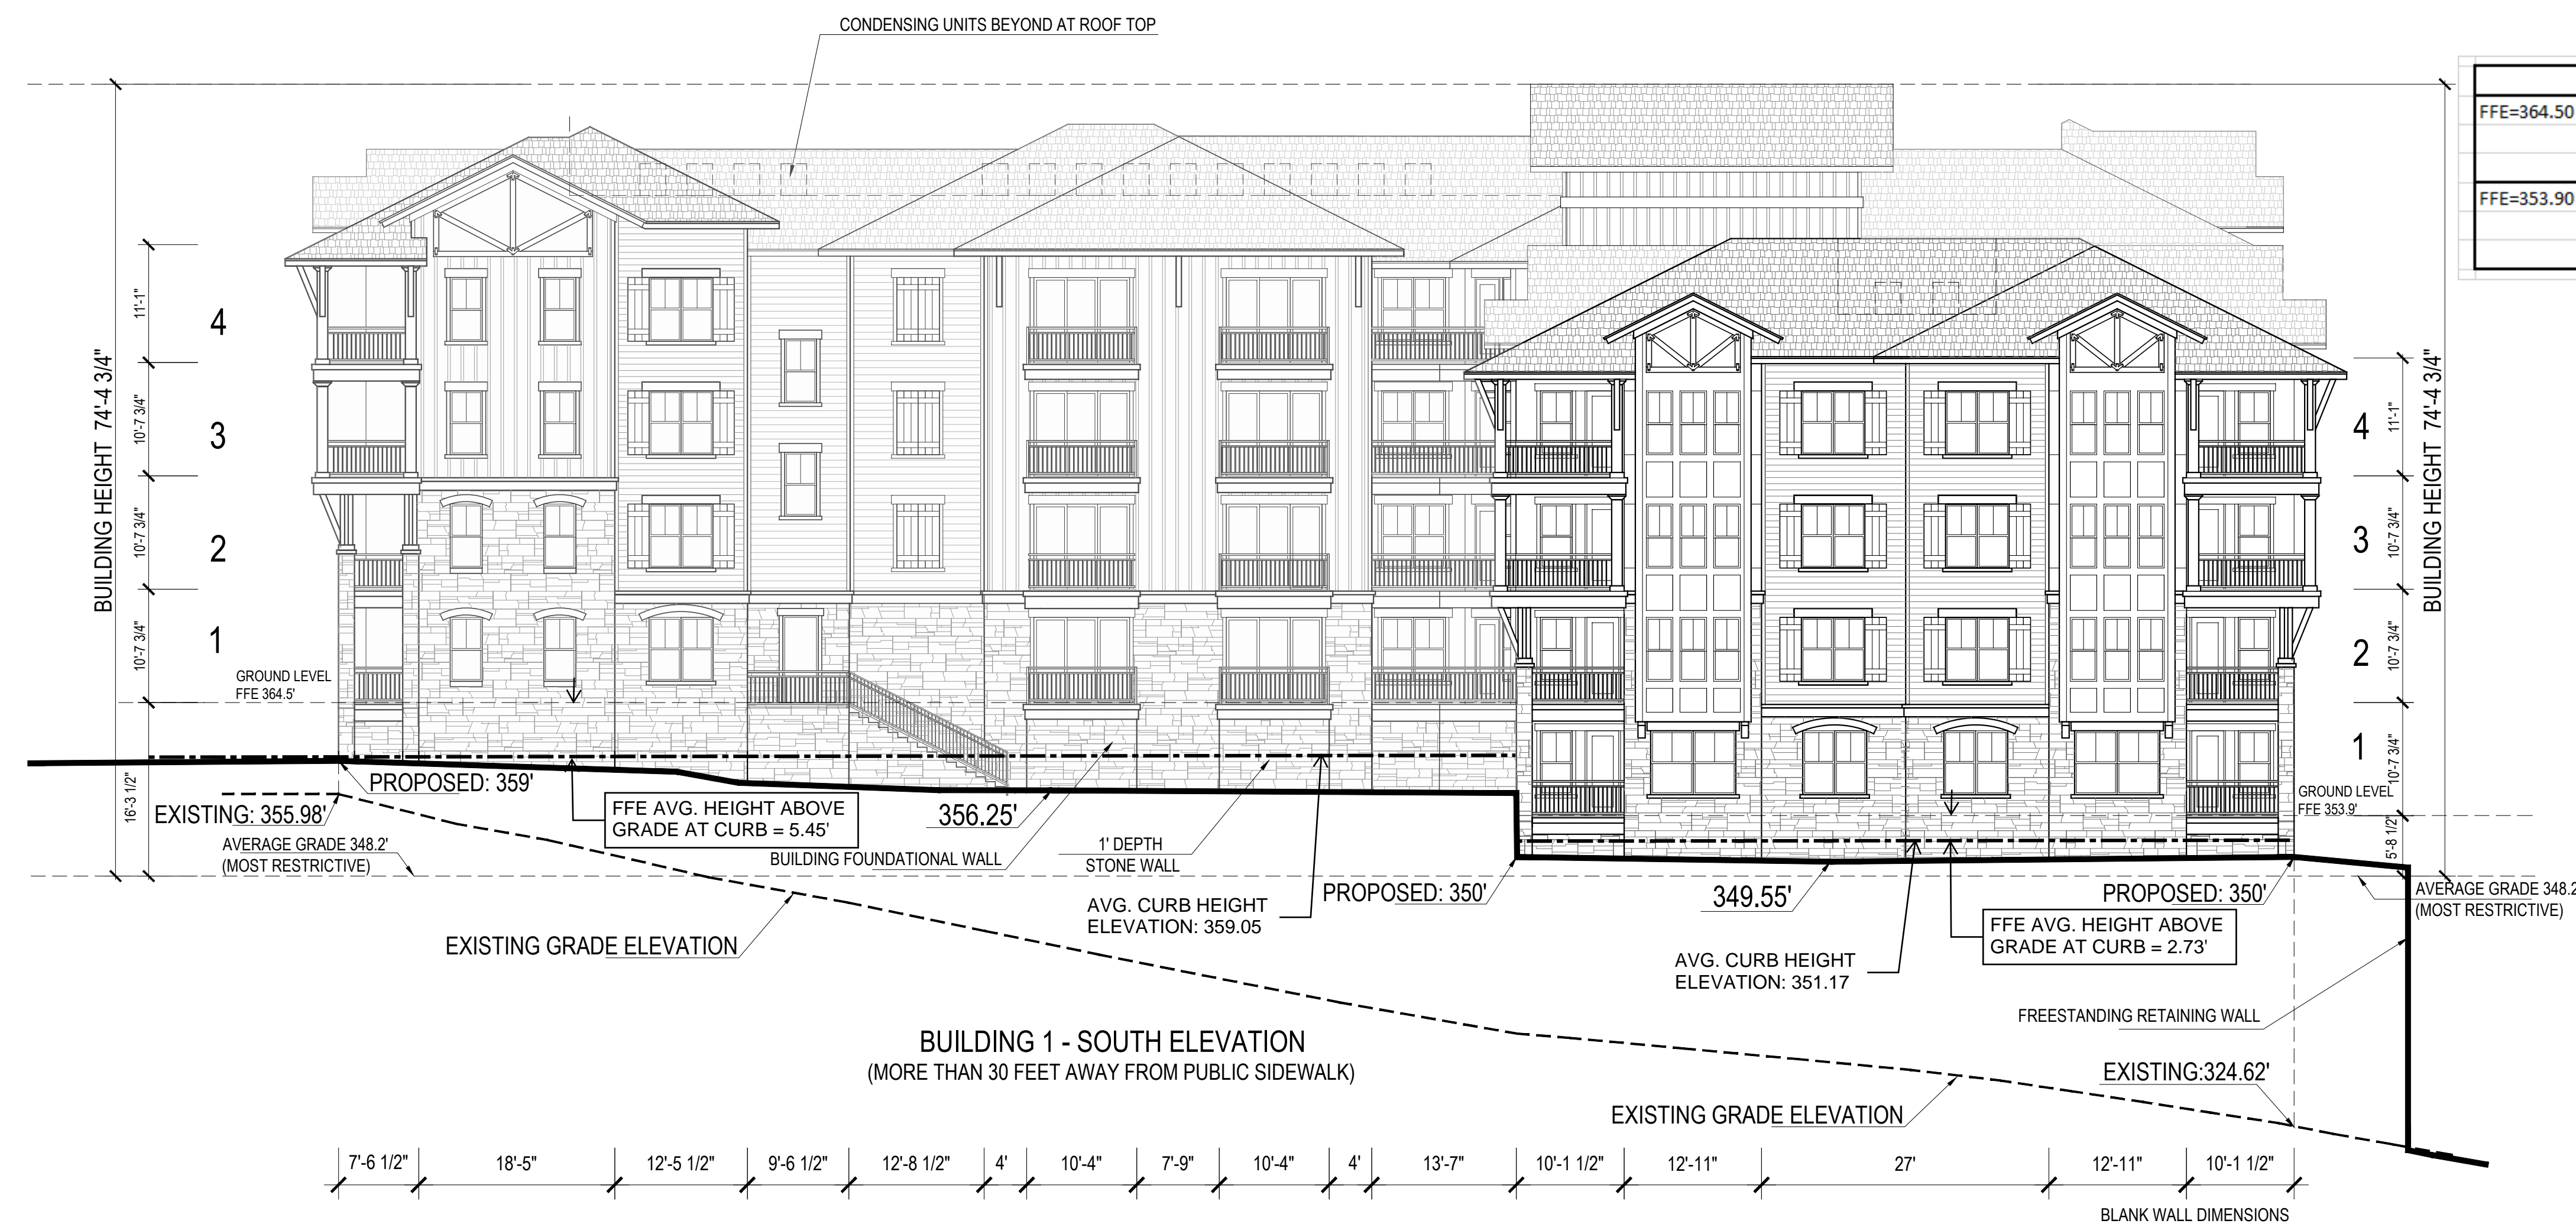 CONDENSING UNITS BEYOND AT ROOF TOP
FFE=364.50
FFE=353.90
BUILDING HEIGHT 74'-4 3/4"
11'-1"
10'-7 3/4"
10'-7 3/4"
10'-7 3/4"
16'-3 1/2"
4
3
2
1
GROUND LEVEL
FFE 364.5'
BUILDING HEIGHT 74'-4 3/4"
4
3
2
1
11'-1"
10'-7 3/4"
10'-7 3/4"
10'-7 3/4"
5'-8 1/2"
GROUND LEVEL
FFE 353.9'
PROPOSED: 359'
EXISTING: 355.98'
AVERAGE GRADE 348.2'
(MOST RESTRICTIVE)
FFE AVG. HEIGHT ABOVE
GRADE AT CURB = 5.45'
356.25'
BUILDING FOUNDATIONAL WALL
1' DEPTH
STONE WALL
AVG. CURB HEIGHT
ELEVATION: 359.05
EXISTING GRADE ELEVATION
PROPOSED: 350'
349.55'
PROPOSED: 350'
AVERAGE GRADE 348.2
(MOST RESTRICTIVE)
FFE AVG. HEIGHT ABOVE
GRADE AT CURB = 2.73'
AVG. CURB HEIGHT
ELEVATION: 351.17
FREESTANDING RETAINING WALL
BUILDING 1 - SOUTH ELEVATION
(MORE THAN 30 FEET AWAY FROM PUBLIC SIDEWALK)
EXISTING:324.62'
EXISTING GRADE ELEVATION
7'-6 1/2" 18'-5" 12'-5 1/2" 9'-6 1/2" 12'-8 1/2" 4' 10'-4" 7'-9" 10'-4" 4' 13'-7" 10'-1 1/2" 12'-11" 27' 12'-11" 10'-1 1/2"
BLANK WALL DIMENSIONS